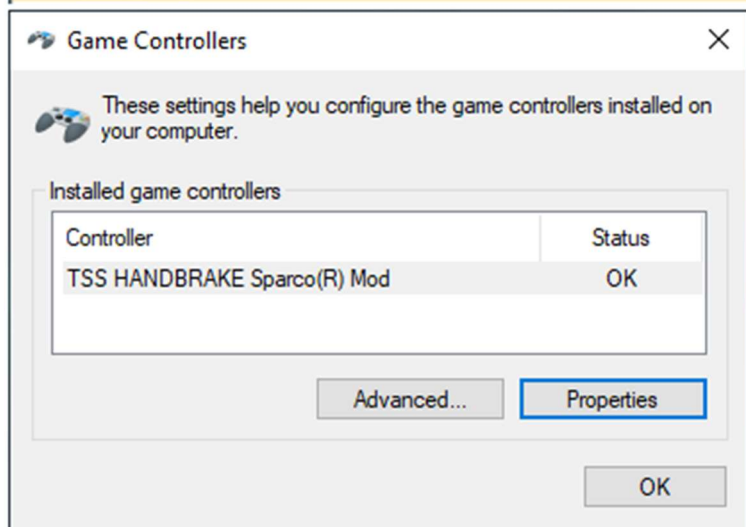 Game Controllers
These settings help you configure the game controllers installed on
your computer.
Installed game controllers
Controller Status
TSS HANDBRAKE Sparco(R) Mod OK
Advanced... Properties
OK